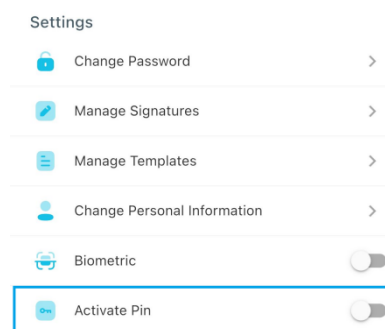 Settings
Change Password
Manage Signatures
Manage Templates
Change Personal Information
Biometric
Activate Pin